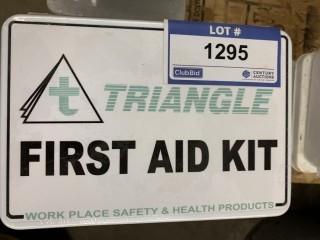 LOT #
1295
ClubBid
CENTURY
AUCTIONS
t TRIANGLE
FIRST AID KIT
WORK PLACE SAFETY & HEALTH PRODUCTS